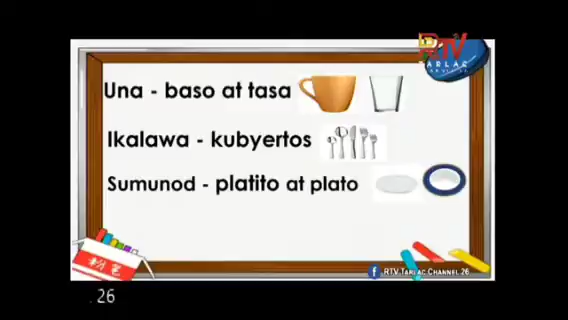 RTV
TARLAC
Una - baso at tasa
Ikalawa - kubyertos
Sumunod - platito at plato
RTV Tarlac Channel 26
. 26